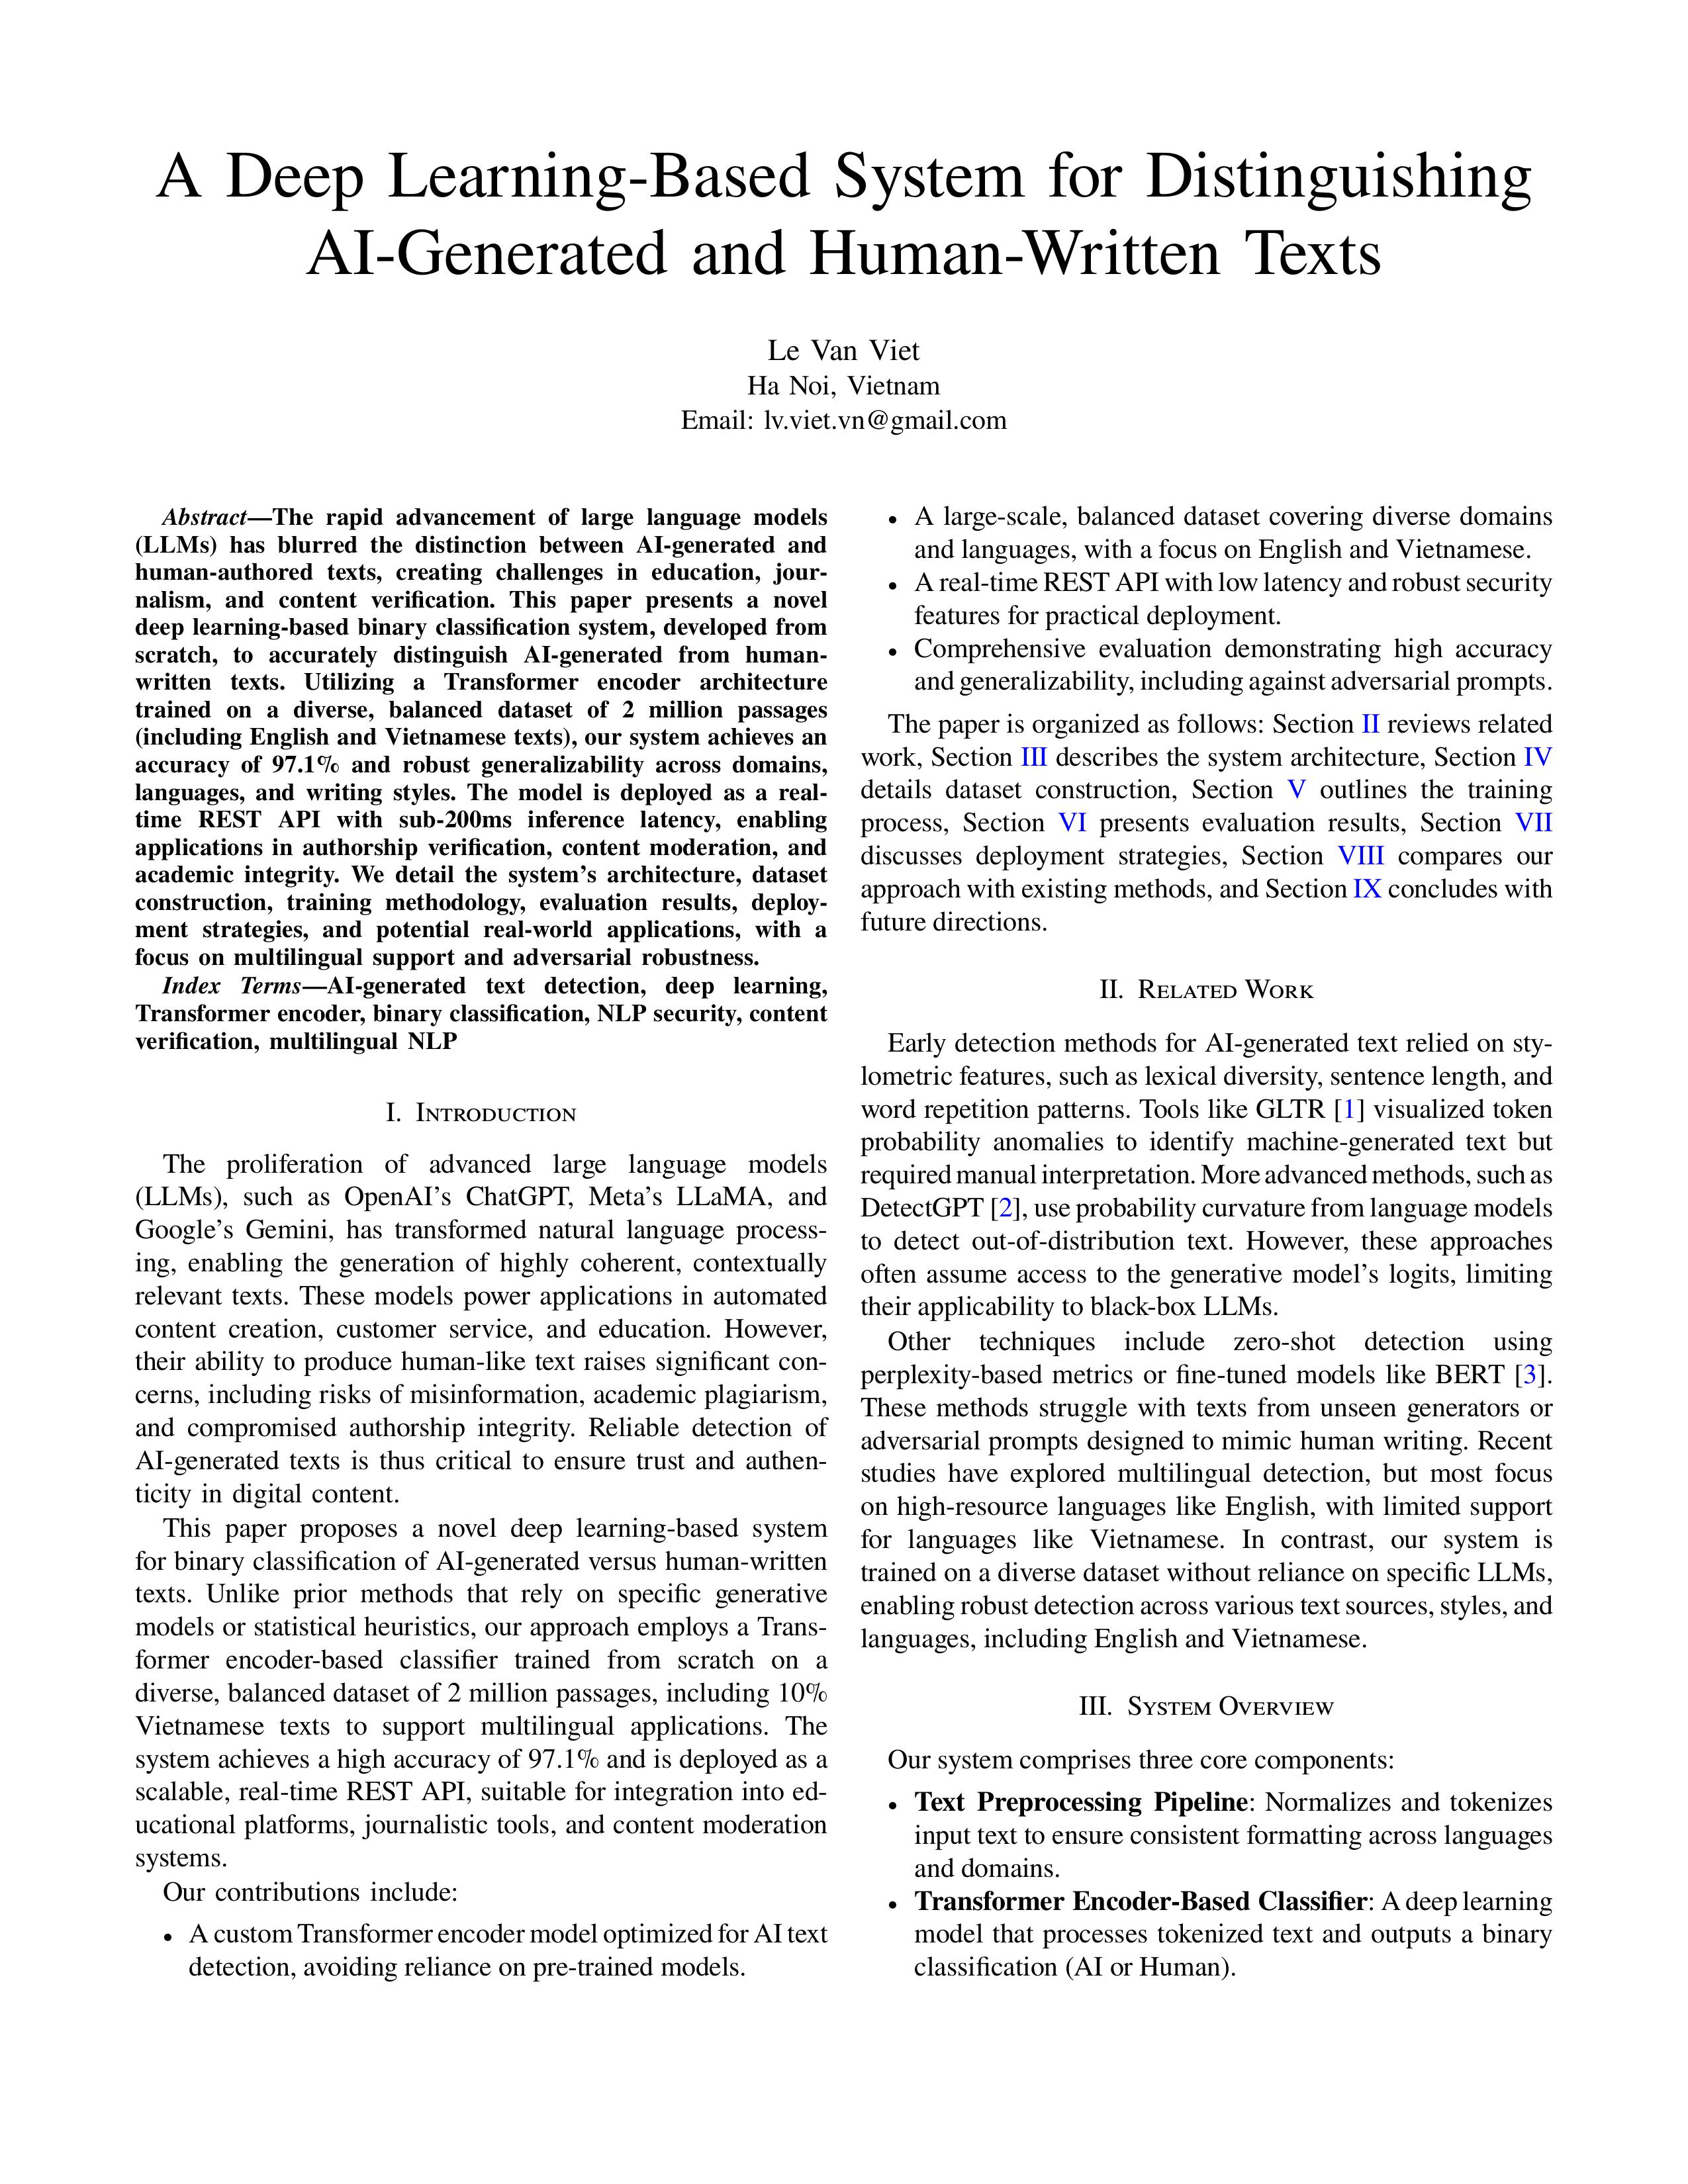 A Deep Learning-Based System for Distinguishing
AI-Generated and Human-Written Texts
Le Van Viet
Ha Noi, Vietnam
Email: lv.viet.vn@gmail.com
Abstract—The rapid advancement of large language models
(LLMs) has blurred the distinction between AI-generated and
human-authored texts, creating challenges in education, jour-
nalism, and content verification. This paper presents a novel
deep learning-based binary classification system, developed from
scratch, to accurately distinguish AI-generated from human-
written texts. Utilizing a Transformer encoder architecture
trained on a diverse, balanced dataset of 2 million passages
(including English and Vietnamese texts), our system achieves an
accuracy of 97.1% and robust generalizability across domains,
languages, and writing styles. The model is deployed as a real-
time REST API with sub-200ms inference latency, enabling
applications in authorship verification, content moderation, and
academic integrity. We detail the system's architecture, dataset
construction, training methodology, evaluation results, deploy-
ment strategies, and potential real-world applications, with a
focus on multilingual support and adversarial robustness.
Index Terms—AI-generated text detection, deep learning,
Transformer encoder, binary classification, NLP security, content
verification, multilingual NLP
I. Introduction
The proliferation of advanced large language models
(LLMs), such as OpenAI's ChatGPT, Meta's LLaMA, and
Google's Gemini, has transformed natural language process-
ing, enabling the generation of highly coherent, contextually
relevant texts. These models power applications in automated
content creation, customer service, and education. However,
their ability to produce human-like text raises significant con-
cerns, including risks of misinformation, academic plagiarism,
and compromised authorship integrity. Reliable detection of
AI-generated texts is thus critical to ensure trust and authen-
ticity in digital content.
This paper proposes a novel deep learning-based system
for binary classification of AI-generated versus human-written
texts. Unlike prior methods that rely on specific generative
models or statistical heuristics, our approach employs a Trans-
former encoder-based classifier trained from scratch on a
diverse, balanced dataset of 2 million passages, including 10%
Vietnamese texts to support multilingual applications. The
system achieves a high accuracy of 97.1% and is deployed as a
scalable, real-time REST API, suitable for integration into ed-
ucational platforms, journalistic tools, and content moderation
systems.
Our contributions include:
• A custom Transformer encoder model optimized for AI text
detection, avoiding reliance on pre-trained models.
• A large-scale, balanced dataset covering diverse domains
and languages, with a focus on English and Vietnamese.
• A real-time REST API with low latency and robust security
features for practical deployment.
• Comprehensive evaluation demonstrating high accuracy
and generalizability, including against adversarial prompts.
The paper is organized as follows: Section II reviews related
work, Section III describes the system architecture, Section IV
details dataset construction, Section V outlines the training
process, Section VI presents evaluation results, Section VII
discusses deployment strategies, Section VIII compares our
approach with existing methods, and Section IX concludes with
future directions.
II. Related Work
Early detection methods for AI-generated text relied on sty-
lometric features, such as lexical diversity, sentence length, and
word repetition patterns. Tools like GLTR [1] visualized token
probability anomalies to identify machine-generated text but
required manual interpretation. More advanced methods, such as
DetectGPT [2], use probability curvature from language models
to detect out-of-distribution text. However, these approaches
often assume access to the generative model's logits, limiting
their applicability to black-box LLMs.
Other techniques include zero-shot detection using
perplexity-based metrics or fine-tuned models like BERT [3].
These methods struggle with texts from unseen generators or
adversarial prompts designed to mimic human writing. Recent
studies have explored multilingual detection, but most focus
on high-resource languages like English, with limited support
for languages like Vietnamese. In contrast, our system is
trained on a diverse dataset without reliance on specific LLMs,
enabling robust detection across various text sources, styles, and
languages, including English and Vietnamese.
III. System Overview
Our system comprises three core components:
• Text Preprocessing Pipeline: Normalizes and tokenizes
input text to ensure consistent formatting across languages
and domains.
• Transformer Encoder-Based Classifier: A deep learning
model that processes tokenized text and outputs a binary
classification (AI or Human).